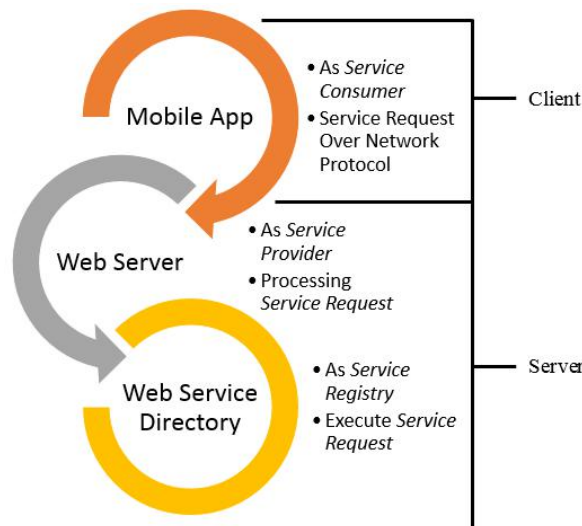 Mobile App
• As Service
Consumer
• Service Request
Over Network
Protocol
Client
Web Server
• As Service
Provider
• Processing
Service Request
Web Service
Directory
• As Service
Registry
• Execute Service
Request
Server